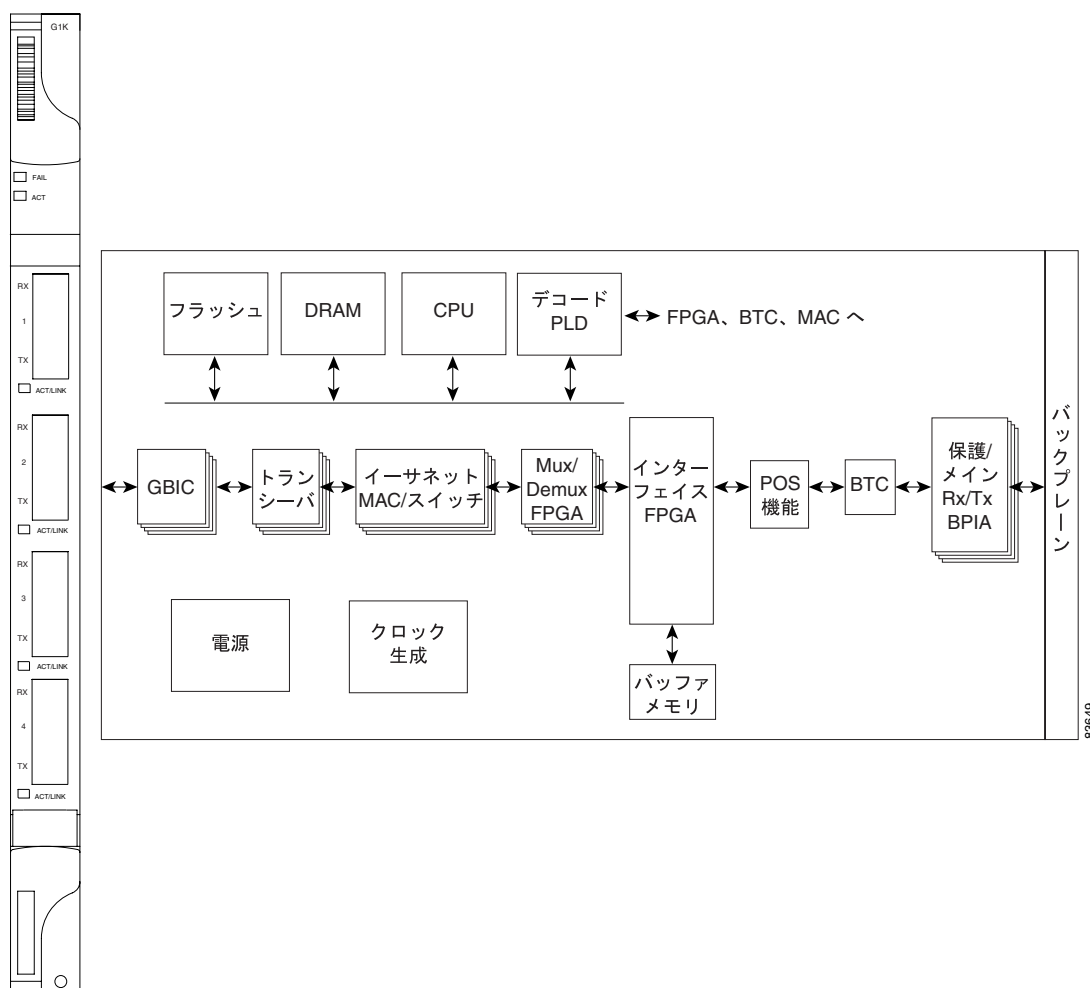 G1K
FAIL
ACT
RX
1
TX
ACT/LINK
RX
2
TX
ACT/LINK
RX
3
TX
ACT/LINK
RX
4
TX
ACT/LINK
フラッシュ
DRAM
CPU
デコード
PLD
FPGA、BTC、MAC へ
GBIC
トラン
シーバ
イーサネット
MAC/スイッチ
Mux/
Demux
FPGA
インター
フェイス
FPGA
POS
機能
BTC
保護/
メイン
Rx/Tx
BPIA
バックプレーン
電源
クロック
生成
バッファ
メモリ
83649